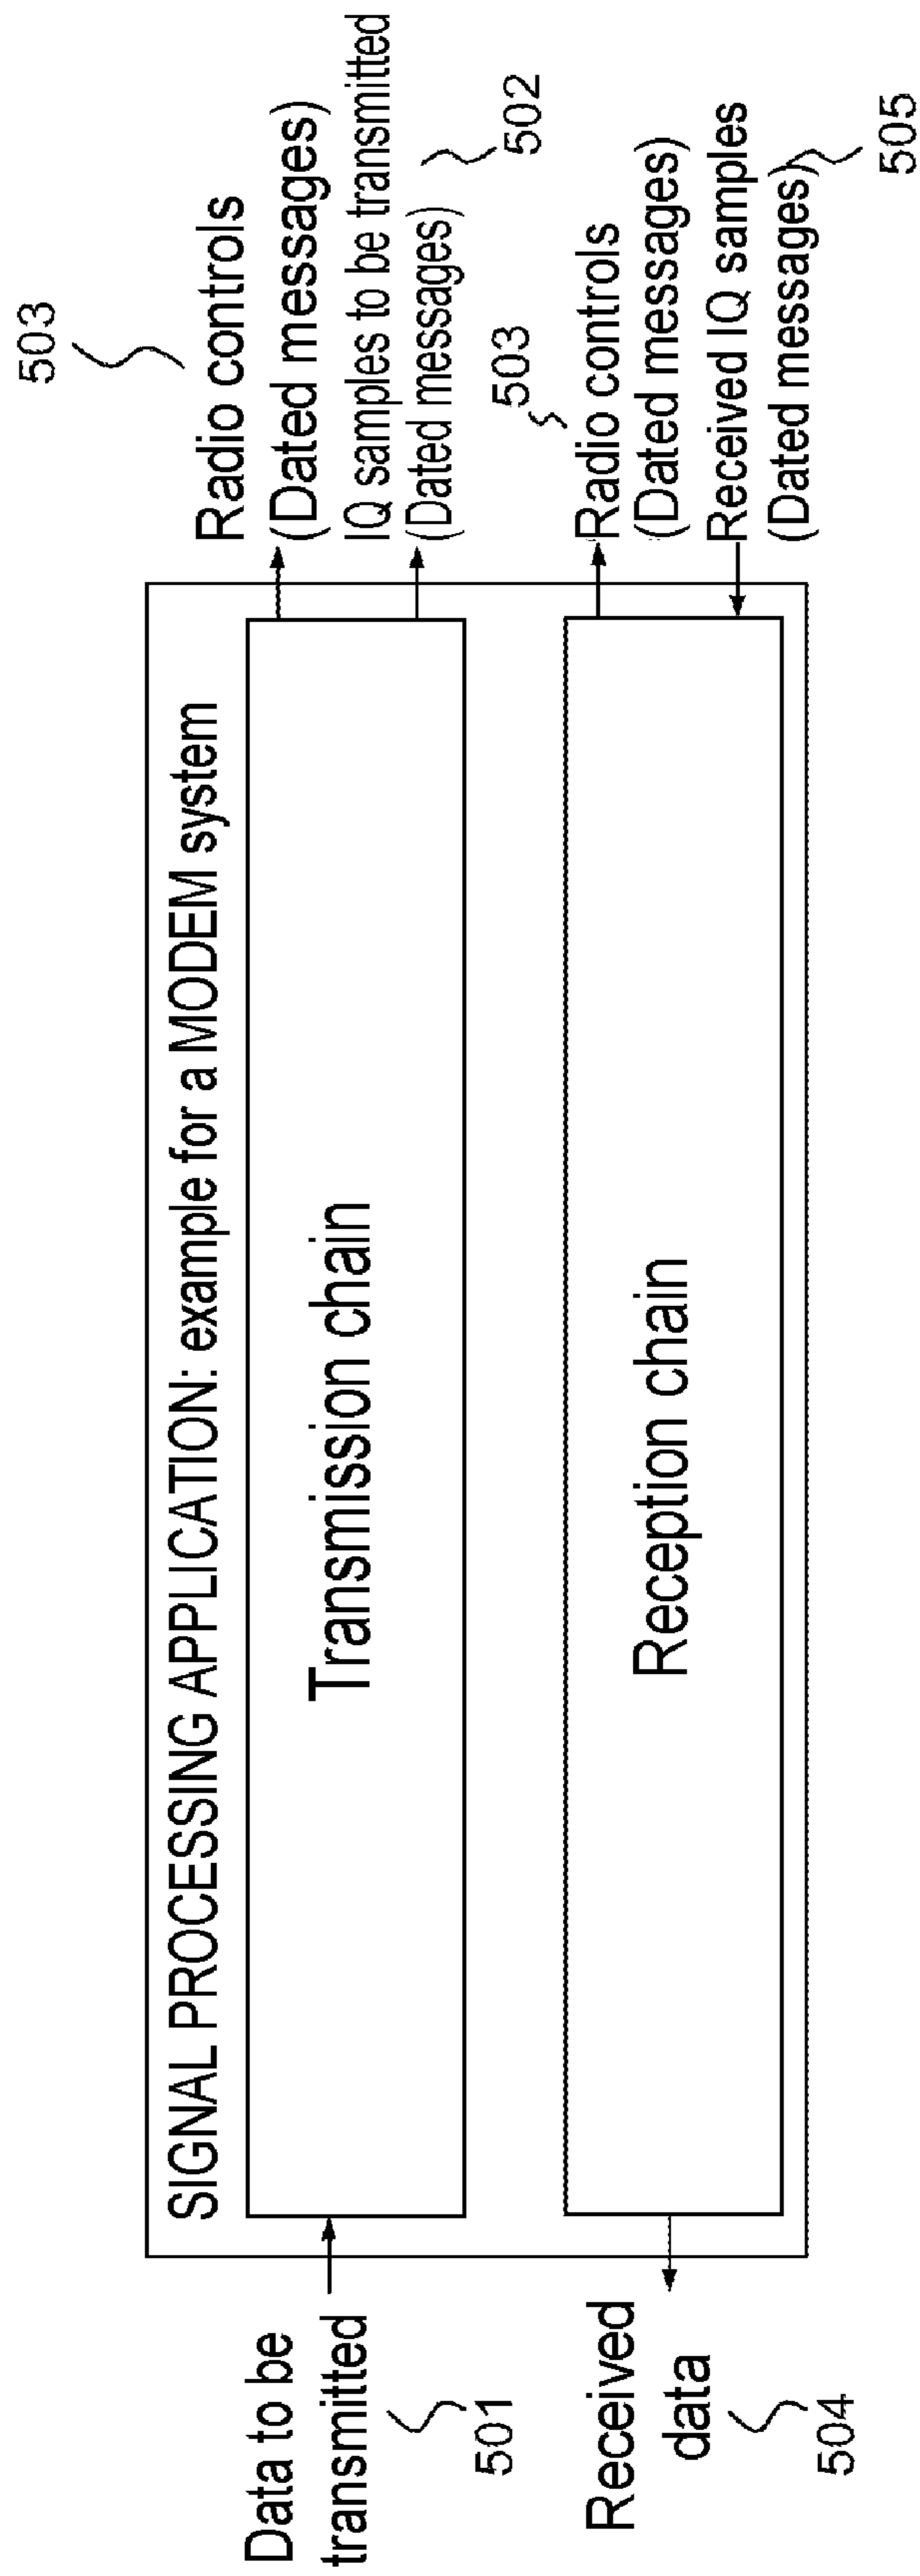 SIGNAL PROCESSING APPLICATION: example for a MODEM system
Data to be
transmitted
501
Transmission chain
503
Radio controls
(Dated messages)
IQ samples to be transmitted
(Dated messages)
502
Received
data
504
Reception chain
503
Radio controls
(Dated messages)
Received IQ samples
(Dated messages)
505